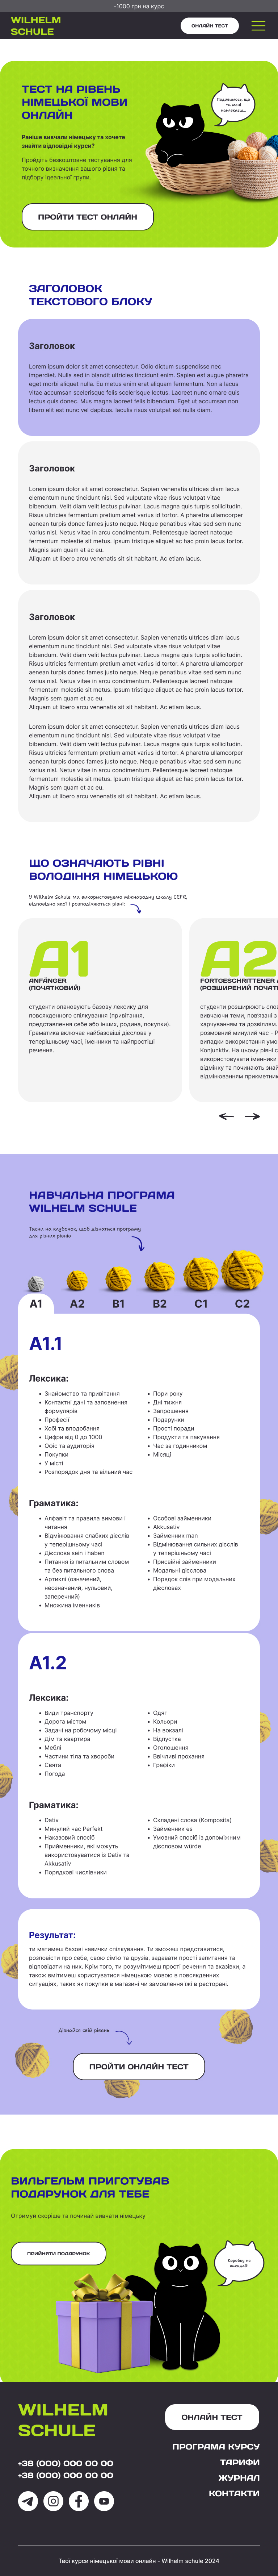 -1000 грн на курс
WILHELM
SCHULE
ОНЛАЙН ТЕСТ
ТЕСТ НА РІВЕНЬ
НІМЕЦЬКОЇ МОВИ
ОНЛАЙН
Подивимось, що
ти мені
нанявкаєш...
Раніше вивчали німецьку та хочете
знайти відповідні курси?
Пройдіть безкоштовне тестування для
точного визначення вашого рівня та
підбору ідеальної групи.
ПРОЙТИ ТЕСТ ОНЛАЙН
ЗАГОЛОВОК
ТЕКСТОВОГО БЛОКУ
Заголовок
Lorem ipsum dolor sit amet consectetur. Odio dictum suspendisse nec
imperdiet. Nulla sed in blandit ultricies tincidunt enim. Sapien est augue pharetra
eget morbi aliquet nulla. Eu metus enim erat aliquam fermentum. Non a lacus
vitae accumsan scelerisque felis scelerisque lectus. Laoreet nunc ornare quis
lectus quis donec. Mus magna laoreet felis bibendum. Eget ut accumsan non
libero elit est nunc vel dapibus. Iaculis risus volutpat est nulla diam.
Заголовок
Lorem ipsum dolor sit amet consectetur. Sapien venenatis ultrices diam lacus
elementum nunc tincidunt nisl. Sed vulputate vitae risus volutpat vitae
bibendum. Velit diam velit lectus pulvinar. Lacus magna quis turpis sollicitudin.
Risus ultricies fermentum velit pretium amet varius id tortor. A pharetra ullamcorper
aenean turpis donec fames justo neque. Neque penatibus vitae sed sem nunc
varius nisl. Netus vitae in arcu condimentum. Pellentesque laoreet natoque
fermentum molestie sit metus. Ipsum tristique aliquet ac hac proin lacus tortor.
Magnis sem quam et ac eu.
Aliquam ut libero arcu venenatis sit sit habitant. Ac etiam lacus.
Заголовок
Lorem ipsum dolor sit amet consectetur. Sapien venenatis ultrices diam lacus
elementum nunc tincidunt nisl. Sed vulputate vitae risus volutpat vitae
bibendum. Velit diam velit lectus pulvinar. Lacus magna quis turpis sollicitudin.
Risus ultricies fermentum pretium amet varius id tortor. A pharetra ullamcorper
aenean turpis donec fames justo neque. Neque penatibus vitae sed sem nunc
varius nisl. Netus vitae in arcu condimentum. Pellentesque laoreet natoque
fermentum molestie sit metus. Ipsum tristique aliquet ac hac proin lacus tortor.
Magnis sem quam et ac eu.
Aliquam ut libero arcu venenatis sit sit habitant. Ac etiam lacus.
Lorem ipsum dolor sit amet consectetur. Sapien venenatis ultrices diam lacus
elementum nunc tincidunt nisl. Sed vulputate vitae risus volutpat vitae
bibendum. Velit diam velit lectus pulvinar. Lacus magna quis turpis sollicitudin.
Risus ultricies fermentum pretium amet varius id tortor. A pharetra ullamcorper
aenean turpis donec fames justo neque. Neque penatibus vitae sed sem nunc
varius nisl. Netus vitae in arcu condimentum. Pellentesque laoreet natoque
fermentum molestie sit metus. Ipsum tristique aliquet ac hac proin lacus tortor.
Magnis sem quam et ac eu.
Aliquam ut libero arcu venenatis sit sit habitant. Ac etiam lacus.
ЩО ОЗНАЧАЮТЬ РІВНІ
ВОЛОДІННЯ НІМЕЦЬКОЮ
У Wilhelm Schule ми використовуємо міжнародну шкалу CEFR,
відповідно якої і розподіляються рівні:
A1
ANFÄNGER
(ПОЧАТКОВИЙ)
студенти опановують базову лексику для
повсякденного спілкування (привітання,
представлення себе або інших, родина, покупки).
Граматика включає найбазовіші дієслова у
теперішньому часі, іменники та найпростіші
речення.
A2
FORTGESCHRITTENER
(РОЗШИРЕНИЙ
студенти розширюють
вивчаючи теми,
харчуванням та дозвіллям.
розмовний минулий час -
випадки використання
Konjunktiv. На цьому рівні
використовувати іменники
відмінку та починають
відмінюванням
НАВЧАЛЬНА ПРОГРАМА
WILHELM SCHULE
Тисни на клубочок, щоб дізнатися програму
для різних рівнів
A1
A2
B1
B2
C1
C2
A1.1
Лексика:
Знайомство та привітання
Контактні дані та заповнення
формулярів
Професії
Хобі та вподобання
Цифри від 0 до 1000
Офіс та аудиторія
Покупки
У місті
Розпорядок дня та вільний час
Пори року
Дні тижня
Запрошення
Подарунки
Прості поради
Продукти та пакування
Час за годинником
Місяці
Граматика:
Алфавіт та правила вимови і
читання
Відмінювання слабких дієслів
у теперішньому часі
Дієслова sein і haben
Питання із питальним словом
та без питального слова
Артиклі (означений,
неозначений, нульовий,
заперечний)
Множина іменників
Особові займенники
Akkusativ
Займенник man
Відмінювання сильних дієслів
у теперішньому часі
Присвійні займенники
Модальні дієслова
Порядок слів при модальних
дієсловах
A1.2
Лексика:
Види транспорту
Дорога містом
Задачі на робочому місці
Дім та квартира
Меблі
Частини тіла та хвороби
Свята
Погода
Одяг
Кольори
На вокзалі
Відпустка
Оголошення
Ввічливі прохання
Графіки
Граматика:
Dativ
Минулий час Perfekt
Наказовий спосіб
Прийменники, які можуть
використовуватися із Dativ та
Akkusativ
Порядкові числівники
Складені слова (Komposita)
Займенник es
Умовний спосіб із допоміжним
дієсловом würde
Результат:
ти матимеш базові навички спілкування. Ти зможеш представитися,
розповісти про себе, свою сім'ю та друзів, задавати прості запитання та
відповідати на них. Крім того, ти розумітимеш прості речення та вказівки, а
також вмітимеш користуватися німецькою мовою в повсякденних
ситуаціях, таких як покупки в магазині чи замовлення їжі в ресторані.
Дізнайся свій рівень
ПРОЙТИ ОНЛАЙН ТЕСТ
ВИЛЬГЕЛЬМ ПРИГОТУВАВ
ПОДАРУНОК ДЛЯ ТЕБЕ
Отримуй скоріше та починай вивчати німецьку
ПРИЙНЯТИ ПОДАРУНОК
Коробку не
викидай!
WILHELM
SCHULE
ОНЛАЙН ТЕСТ
ПРОГРАМА КУРСУ
ТАРИФИ
ЖУРНАЛ
КОНТАКТИ
+38 (000) 000 00 00
+38 (000) 000 00 00
Твої курси німецької мови онлайн - Wilhelm schule 2024